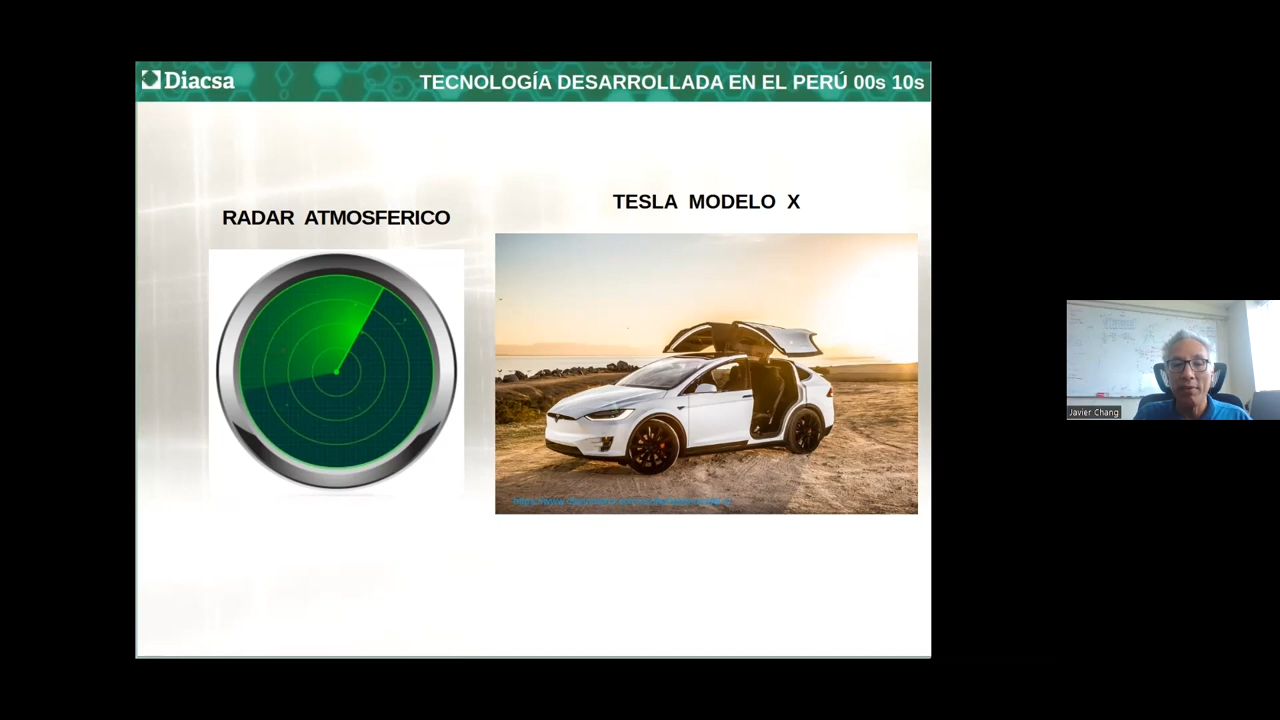 Diacsa
TECNOLOGÍA DESARROLLADA EN EL PERÚ 00s 10s
TESLA MODELO X
RADAR ATMOSFERICO
Javier Chang